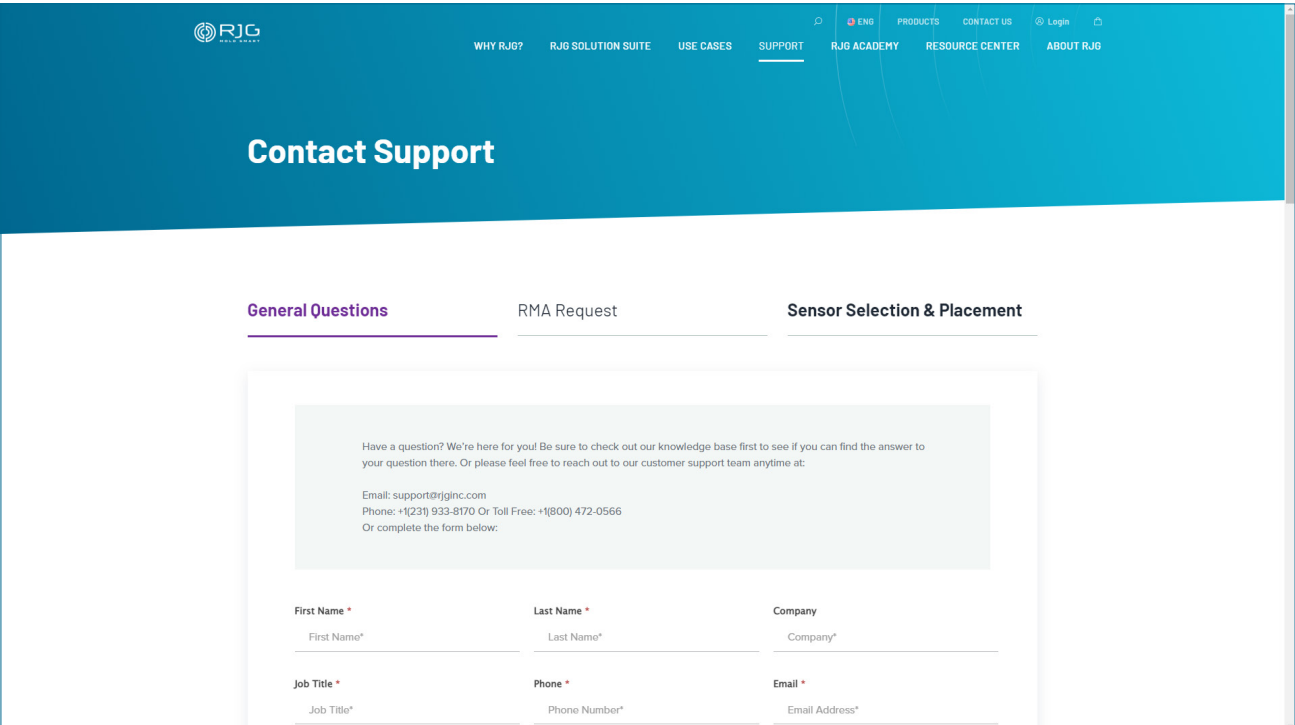 RJG
MOLD SMART
ENG PRODUCTS CONTACT US Login
WHY RJG? RJG SOLUTION SUITE USE CASES SUPPORT RJG ACADEMY RESOURCE CENTER ABOUT RJG
Contact Support
General Questions RMA Request Sensor Selection & Placement
Have a question? We're here for you! Be sure to check out our knowledge base first to see if you can find the answer to
your question there. Or please feel free to reach out to our customer support team anytime at:
Email: support@rjginc.com
Phone: +1(231) 933-8170 Or Toll Free: +1(800) 472-0566
Or complete the form below:
First Name * Last Name * Company
First Name* Last Name* Company*
Job Title * Phone * Email *
Job Title* Phone Number* Email Address*